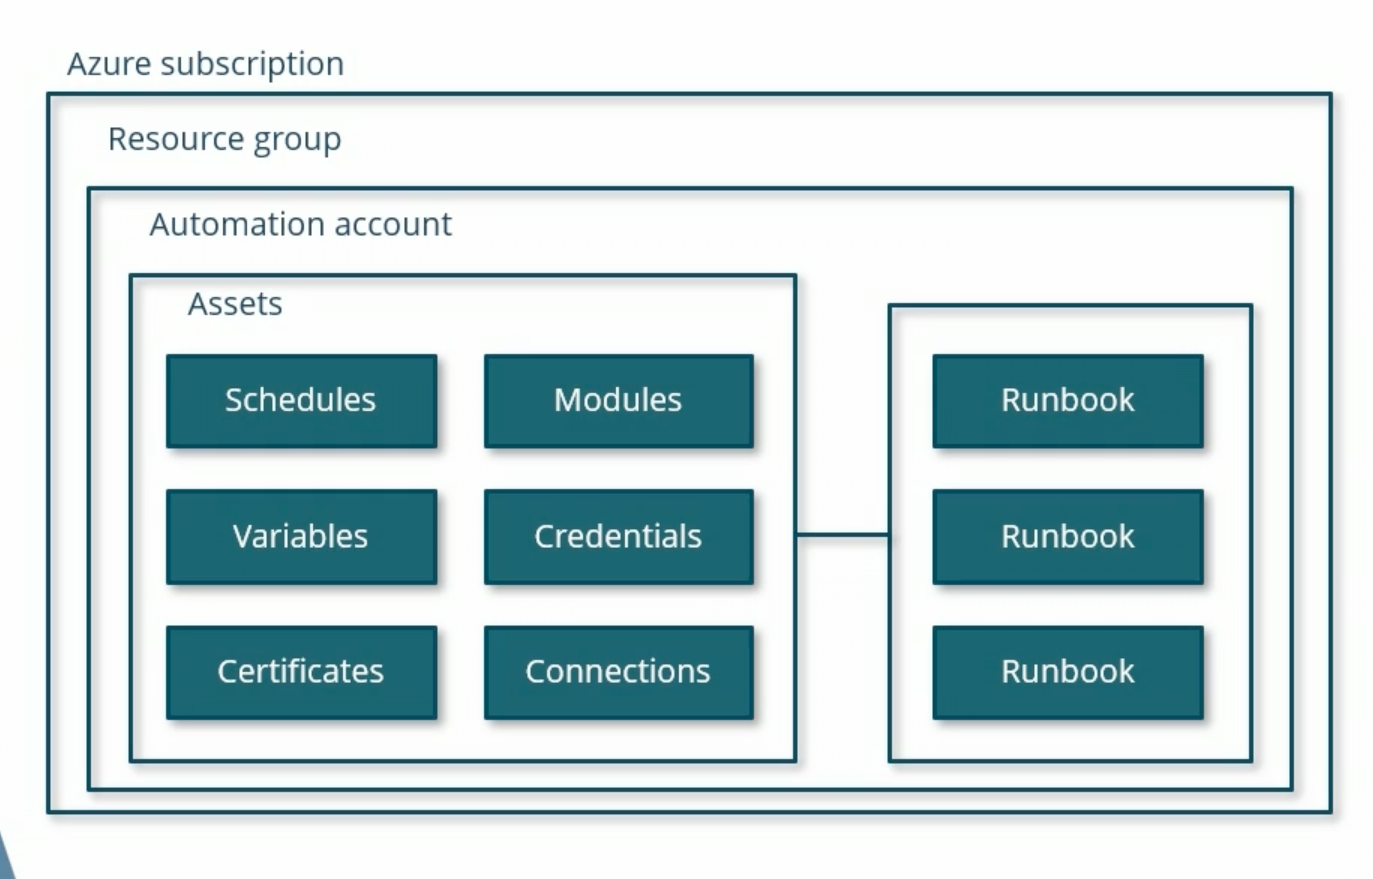 Azure subscription
Resource group
Automation account
Assets
Schedules
Modules
Runbook
Variables
Credentials
Runbook
Certificates
Connections
Runbook